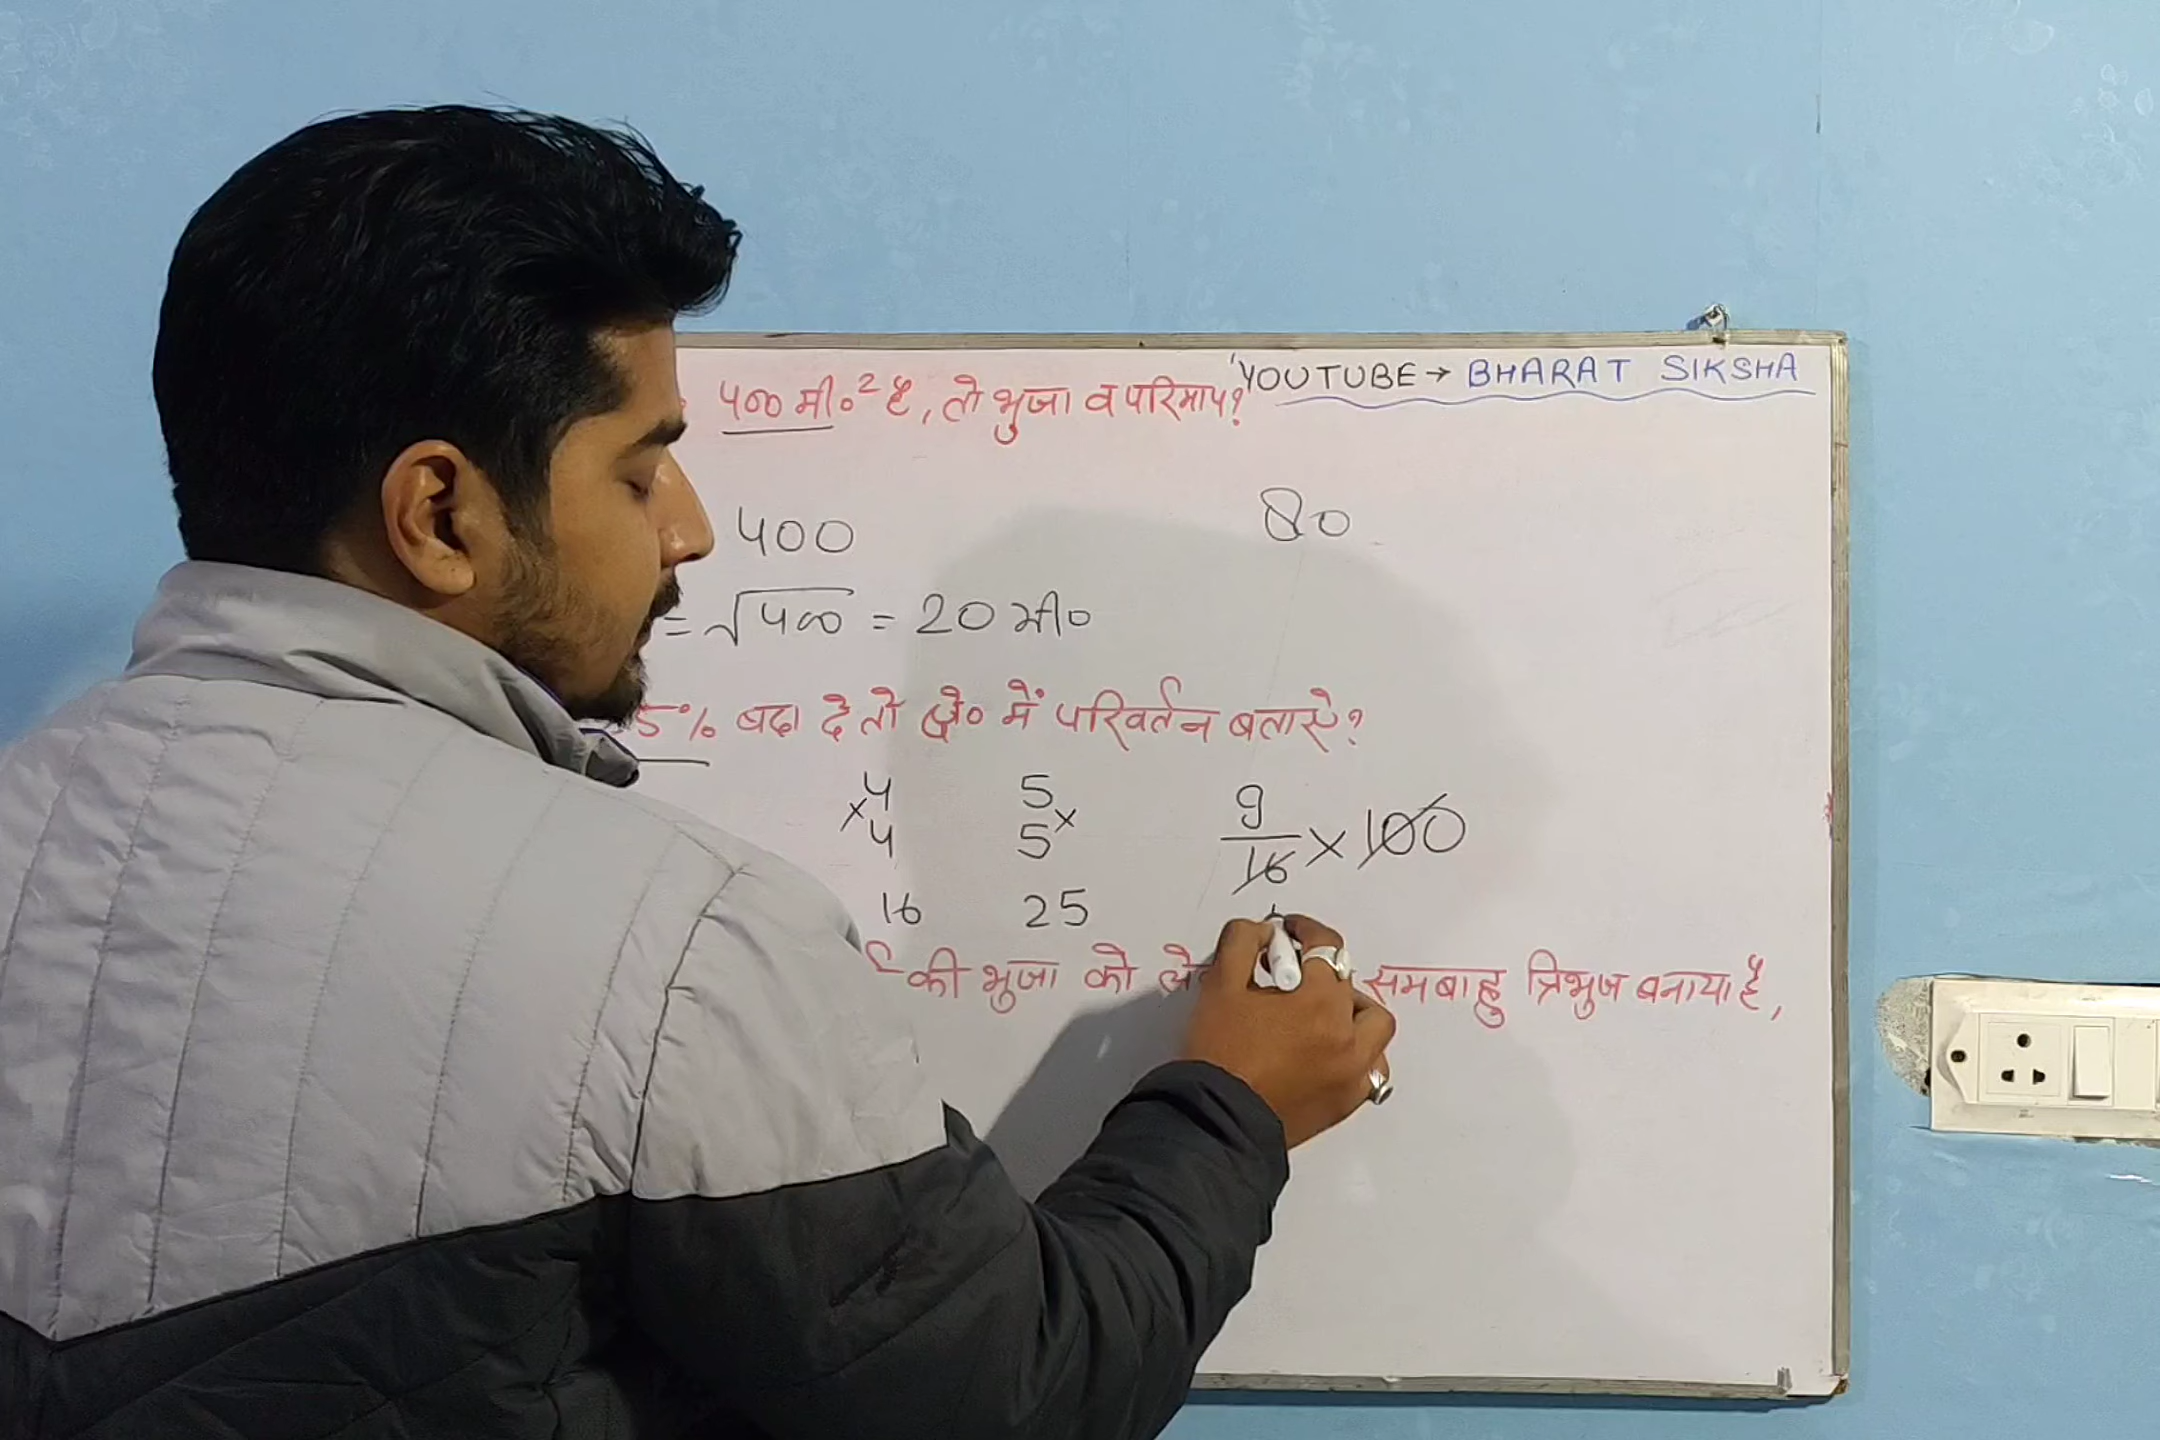 YOUTUBE → BHARAT SIKSHA
400 मी०² है, तो भुजा व परिमाप?
400
80
= √400 = 20 मी०
5% बढा दे तो क्षे० में परिवर्तन बताऐ?
4 5 9
× ×
4 5 16 × 100
16 25
की भुजा को समबाहु त्रिभुज बनाया है,